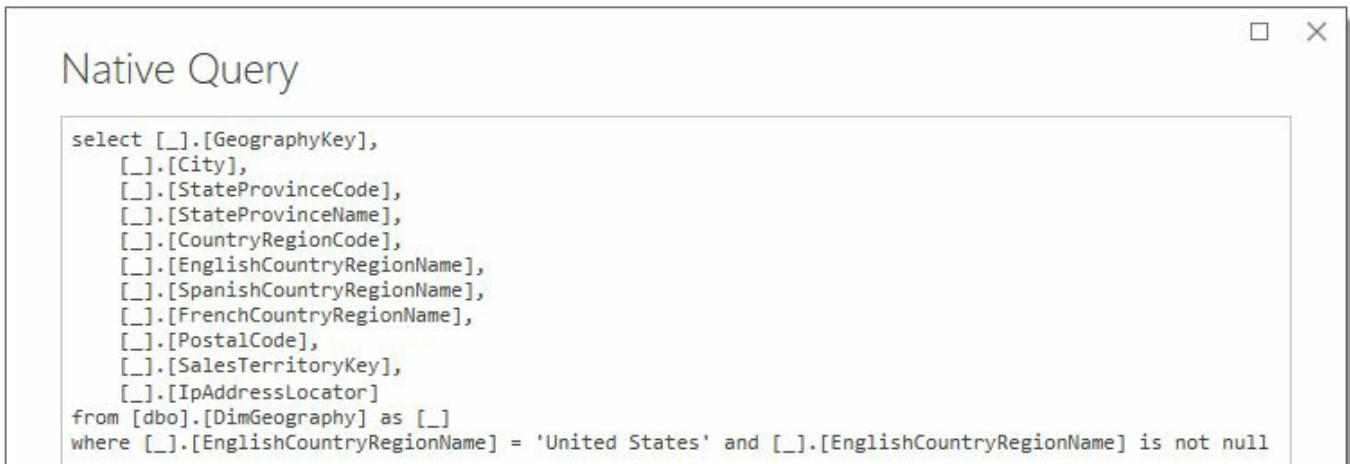 Native Query
select [_].[GeographyKey],
[_].[City],
[_].[StateProvinceCode],
[_].[StateProvinceName],
[_].[CountryRegionCode],
[_].[EnglishCountryRegionName],
[_].[SpanishCountryRegionName],
[_].[FrenchCountryRegionName],
[_].[PostalCode],
[_].[SalesTerritoryKey],
[_].[IpAddressLocator]
from [dbo].[DimGeography] as [_]
where [_].[EnglishCountryRegionName] = 'United States' and [_].[EnglishCountryRegionName] is not null